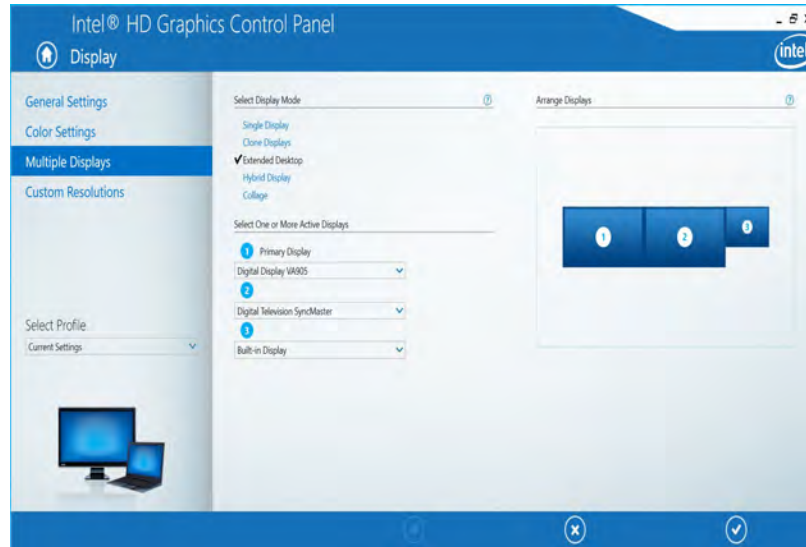 Intel® HD Graphics Control Panel
Display
intel
General Settings
Color Settings
Multiple Displays
Custom Resolutions
Select Profile
Current Settings
Select Display Mode
Single Display
Clone Displays
Extended Desktop
Hybrid Display
Collage
Select One or More Active Displays
1 Primary Display
Digital Display VA905
2
Digital Television SyncMaster
3
Built-in Display
Arrange Displays
1 2 3